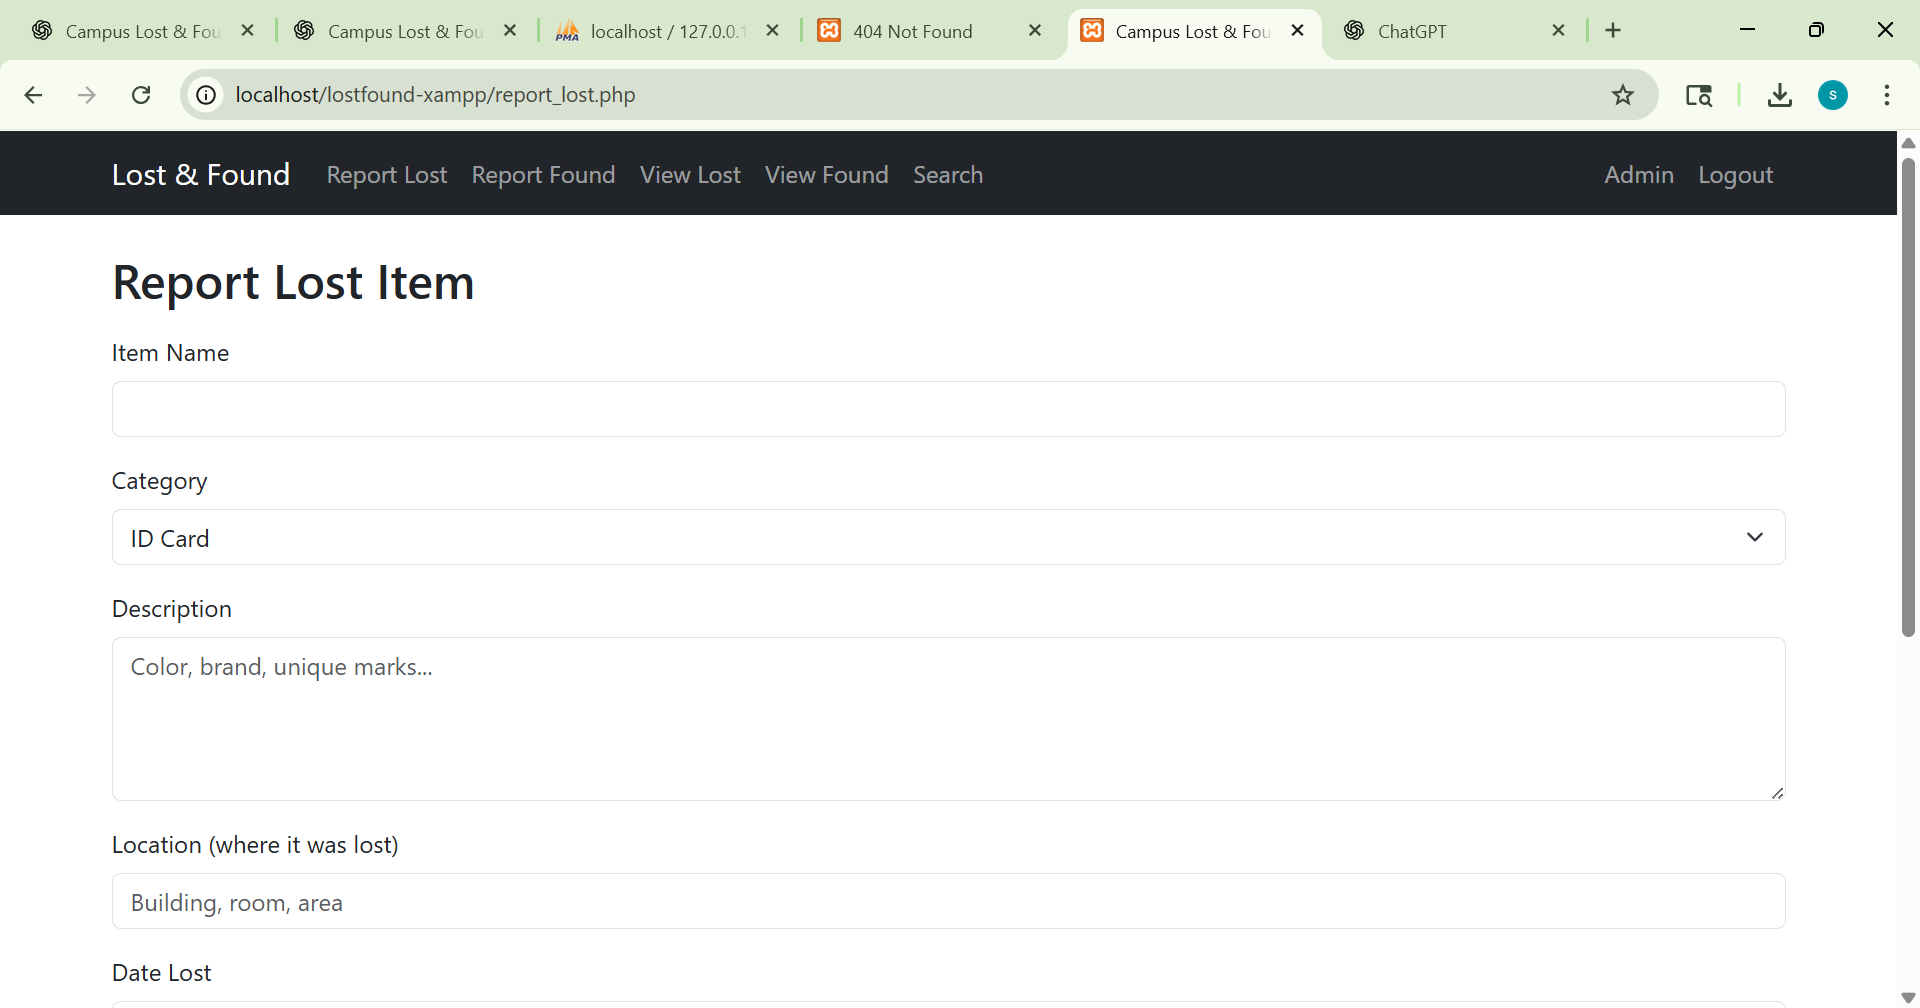 Campus Lost & Fou
Campus Lost & Fou
PMA
localhost / 127.0.0.1
404 Not Found
Campus Lost & Fou
ChatGPT
localhost/lostfound-xampp/report_lost.php
s
Lost & Found Report Lost Report Found View Lost View Found Search Admin Logout
Report Lost Item
Item Name
Category
ID Card
Description
Color, brand, unique marks...
Location (where it was lost)
Building, room, area
Date Lost